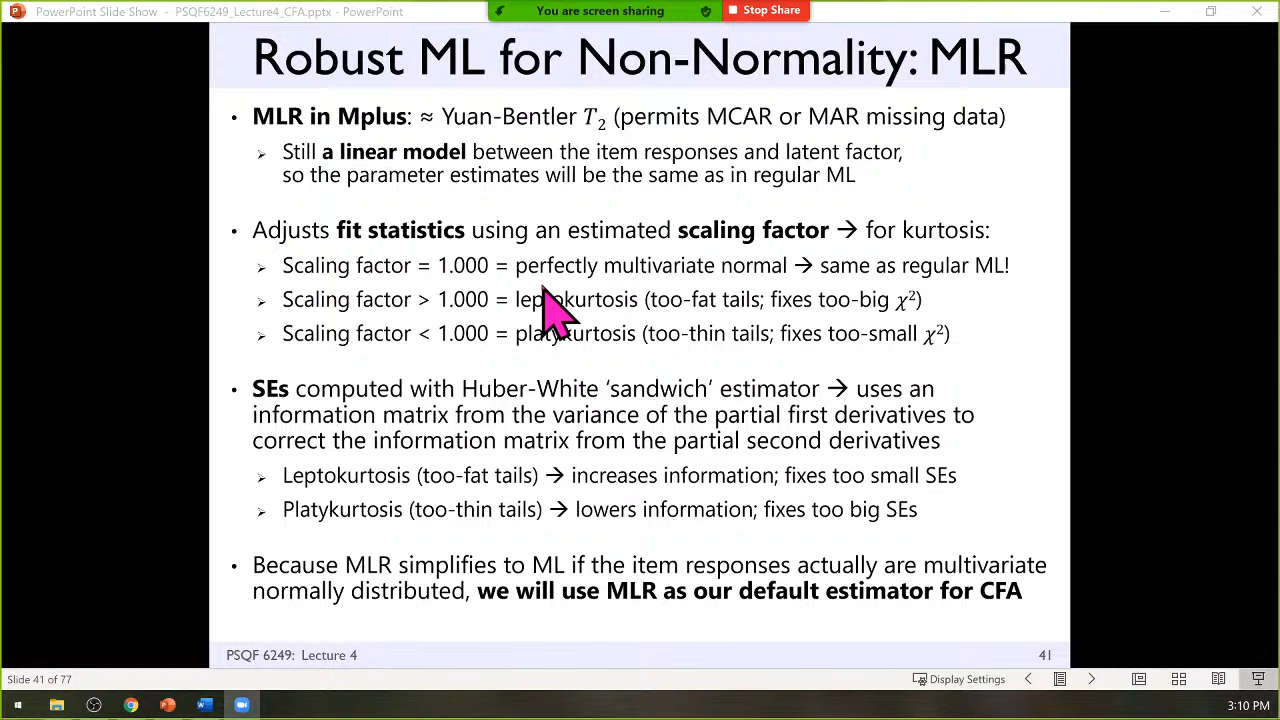 PowerPoint Slide Show - PSQF6249_Lecture4_CFA.pptx - PowerPoint
You are screen sharing
Stop Share
Robust ML for Non-Normality: MLR
• MLR in Mplus: ≈ Yuan-Bentler T₂ (permits MCAR or MAR missing data)
➢ Still a linear model between the item responses and latent factor,
so the parameter estimates will be the same as in regular ML
• Adjusts fit statistics using an estimated scaling factor → for kurtosis:
➢ Scaling factor = 1.000 = perfectly multivariate normal → same as regular ML!
➢ Scaling factor > 1.000 = leptokurtosis (too-fat tails; fixes too-big χ²)
➢ Scaling factor < 1.000 = platykurtosis (too-thin tails; fixes too-small χ²)
• SEs computed with Huber-White ‘sandwich’ estimator → uses an
information matrix from the variance of the partial first derivatives to
correct the information matrix from the partial second derivatives
➢ Leptokurtosis (too-fat tails) → increases information; fixes too small SEs
➢ Platykurtosis (too-thin tails) → lowers information; fixes too big SEs
• Because MLR simplifies to ML if the item responses actually are multivariate
normally distributed, we will use MLR as our default estimator for CFA
PSQF 6249: Lecture 4
41
Slide 41 of 77
Display Settings
3:10 PM